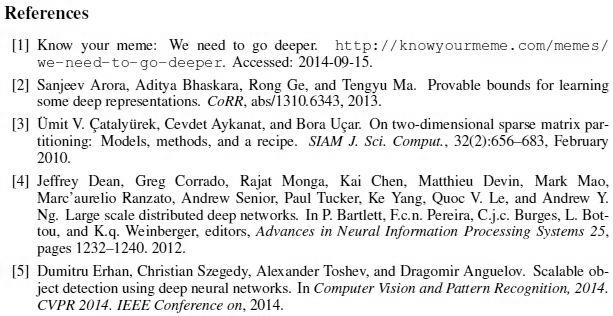 References
[1] Know your meme: We need to go deeper. http://knowyourmeme.com/memes/
we-need-to-go-deeper. Accessed: 2014-09-15.
[2] Sanjeev Arora, Aditya Bhaskara, Rong Ge, and Tengyu Ma. Provable bounds for learning
some deep representations. CoRR, abs/1310.6343, 2013.
[3] Ümit V. Çatalyürek, Cevdet Aykanat, and Bora Uçar. On two-dimensional sparse matrix par-
titioning: Models, methods, and a recipe. SIAM J. Sci. Comput., 32(2):656–683, February
2010.
[4] Jeffrey Dean, Greg Corrado, Rajat Monga, Kai Chen, Matthieu Devin, Mark Mao,
Marc'aurelio Ranzato, Andrew Senior, Paul Tucker, Ke Yang, Quoc V. Le, and Andrew Y.
Ng. Large scale distributed deep networks. In P. Bartlett, F.c.n. Pereira, C.j.c. Burges, L. Bot-
tou, and K.q. Weinberger, editors, Advances in Neural Information Processing Systems 25,
pages 1232–1240. 2012.
[5] Dumitru Erhan, Christian Szegedy, Alexander Toshev, and Dragomir Anguelov. Scalable ob-
ject detection using deep neural networks. In Computer Vision and Pattern Recognition, 2014.
CVPR 2014. IEEE Conference on, 2014.